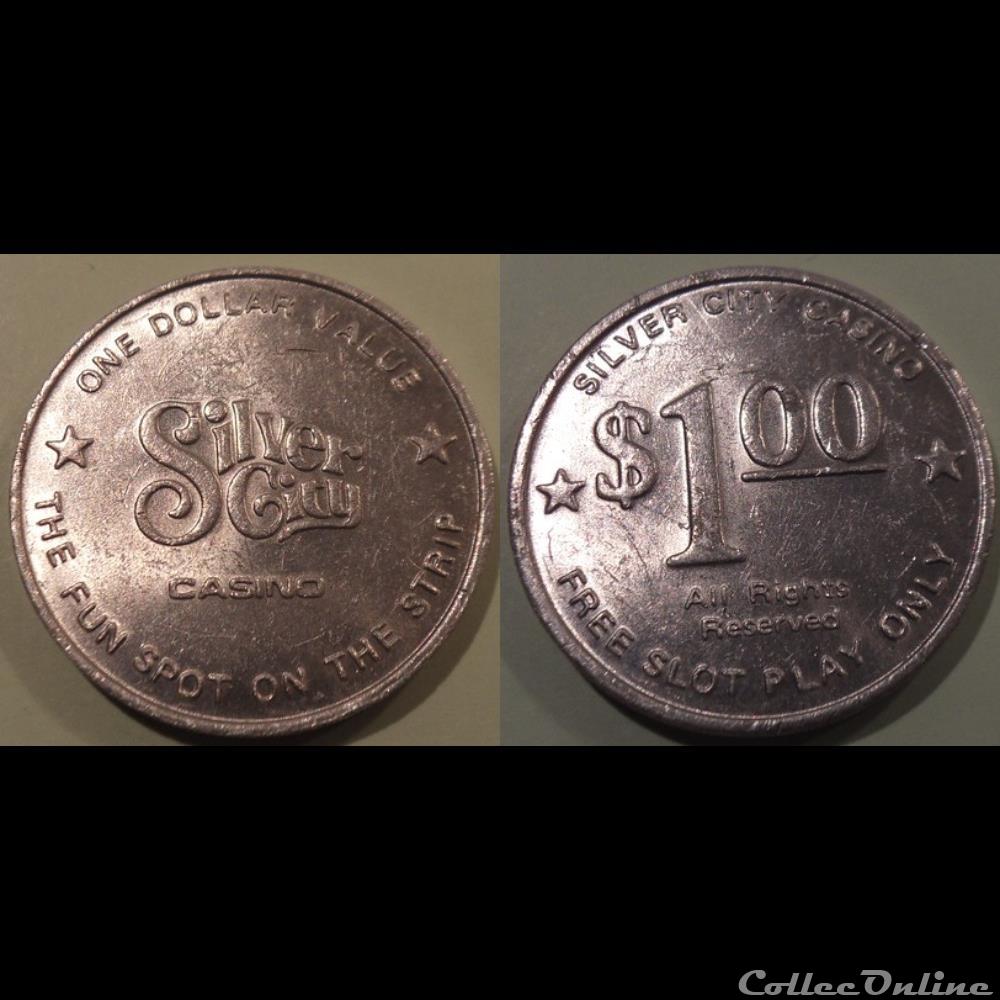 ONE DOLLAR VALUE
Silver
City
CASINO
THE FUN SPOT ON THE STRIP
SILVER CITY CASINO
$1.00
All Rights
Reserved
FREE SLOT PLAY ONLY
ColleeOnline